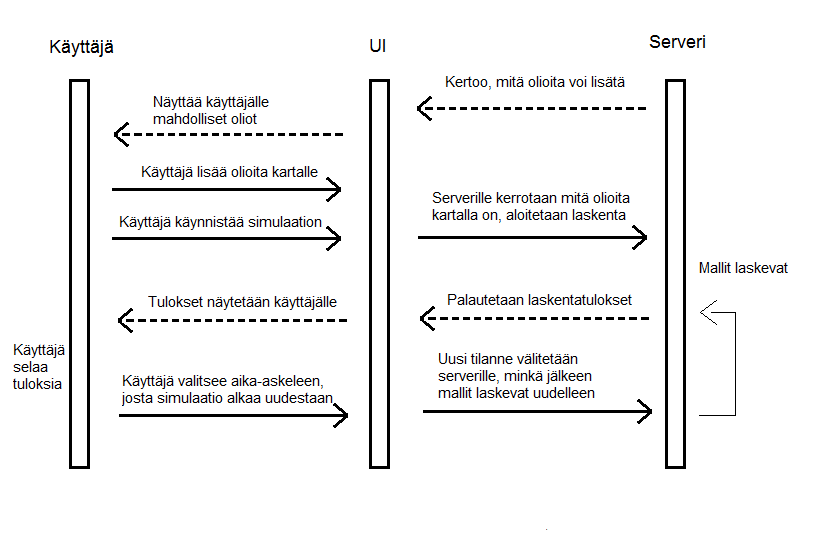 Käyttäjä
UI
Serveri
Kertoo, mitä olioita voi lisätä
Näyttää käyttäjälle
mahdolliset oliot
Käyttäjä lisää olioita kartalle
Serverille kerrotaan mitä olioita
kartalla on, aloitetaan laskenta
Käyttäjä käynnistää simulaation
Mallit laskevat
Palautetaan laskentatulokset
Tulokset näytetään käyttäjälle
Käyttäjä
selaa
tuloksia
Uusi tilanne välitetään
serverille, minkä jälkeen
mallit laskevat uudelleen
Käyttäjä valitsee aika-askeleen,
josta simulaatio alkaa uudestaan